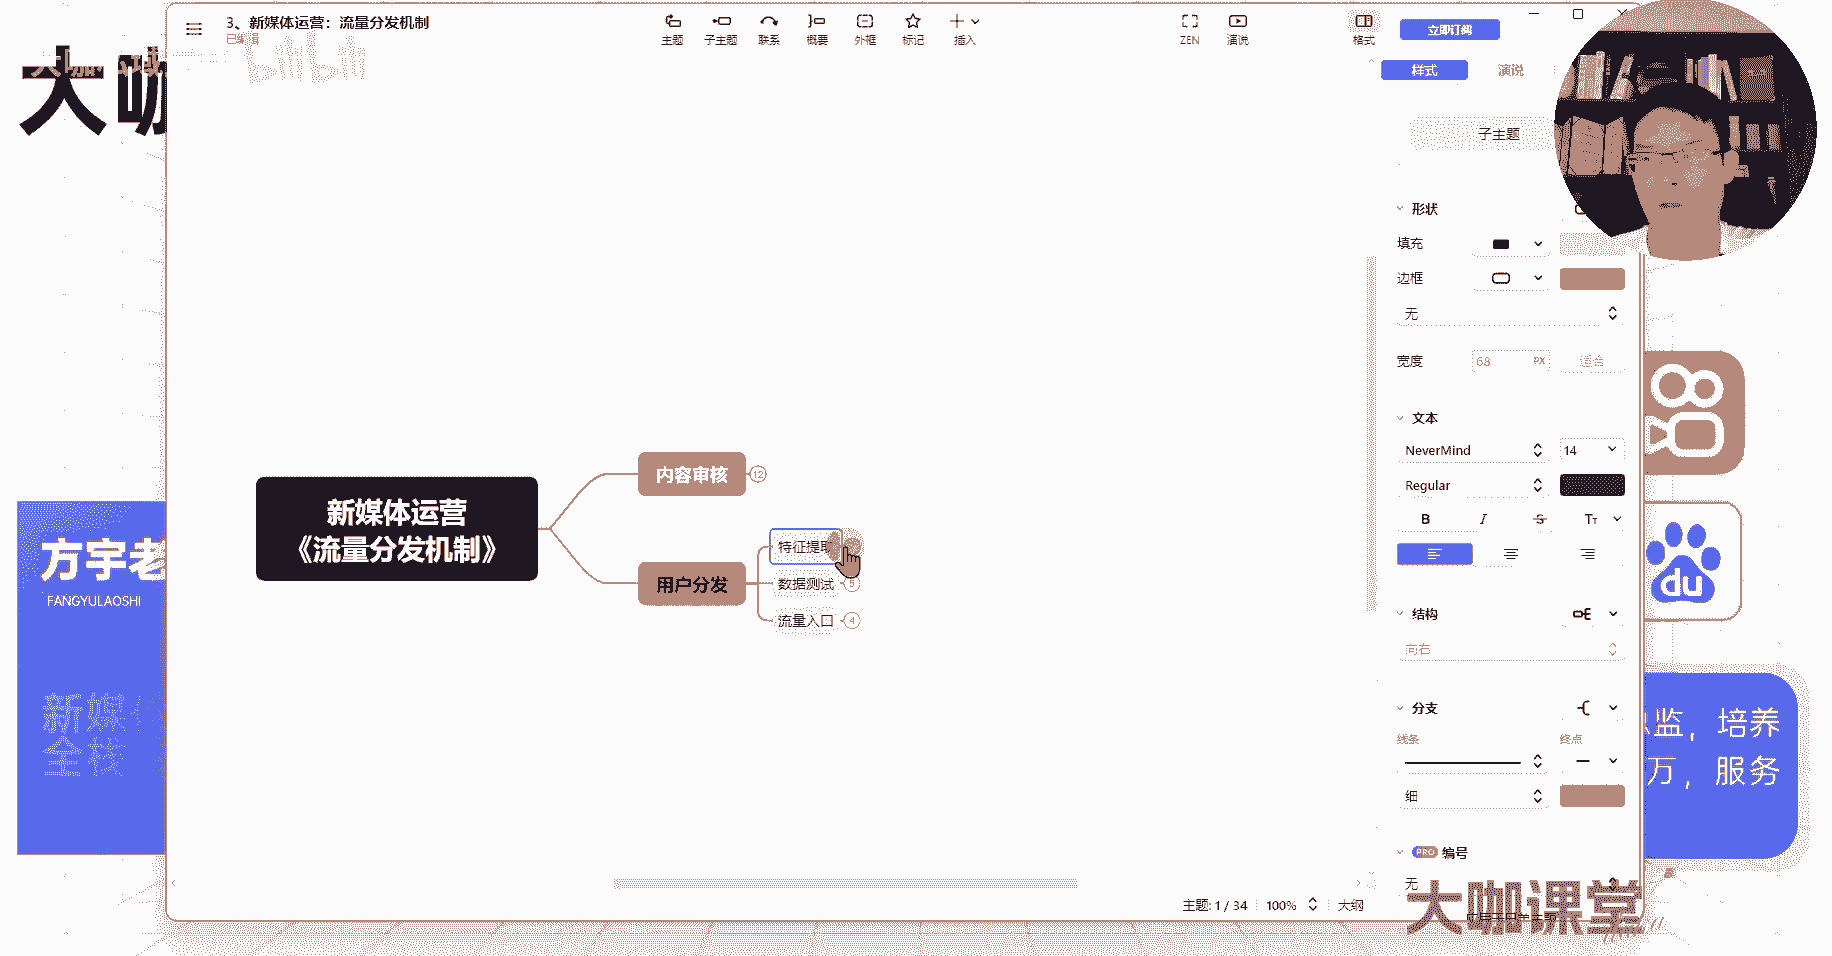 3、新媒体运营：流量分发机制
已编辑
主题
子主题
联系
概要
外框
标记
插入
ZEN
演说
格式
立即订阅
样式
演说
bilibili
大咖
子主题
形状
填充
边框
无
宽度
68
PX
适合
文本
NeverMind
14
Regular
B
I
S
Tт
结构
向右
分支
线条
终点
细
PRO 编号
无
内容审核
12
新媒体运营
《流量分发机制》
用户分发
特征提取
数据测试
5
流量入口
4
方宇老
FANGYULAOSHI
新媒体
全栈
du
总监，培养
万，服务
主题: 1 / 34
100%
大纲
大咖课堂